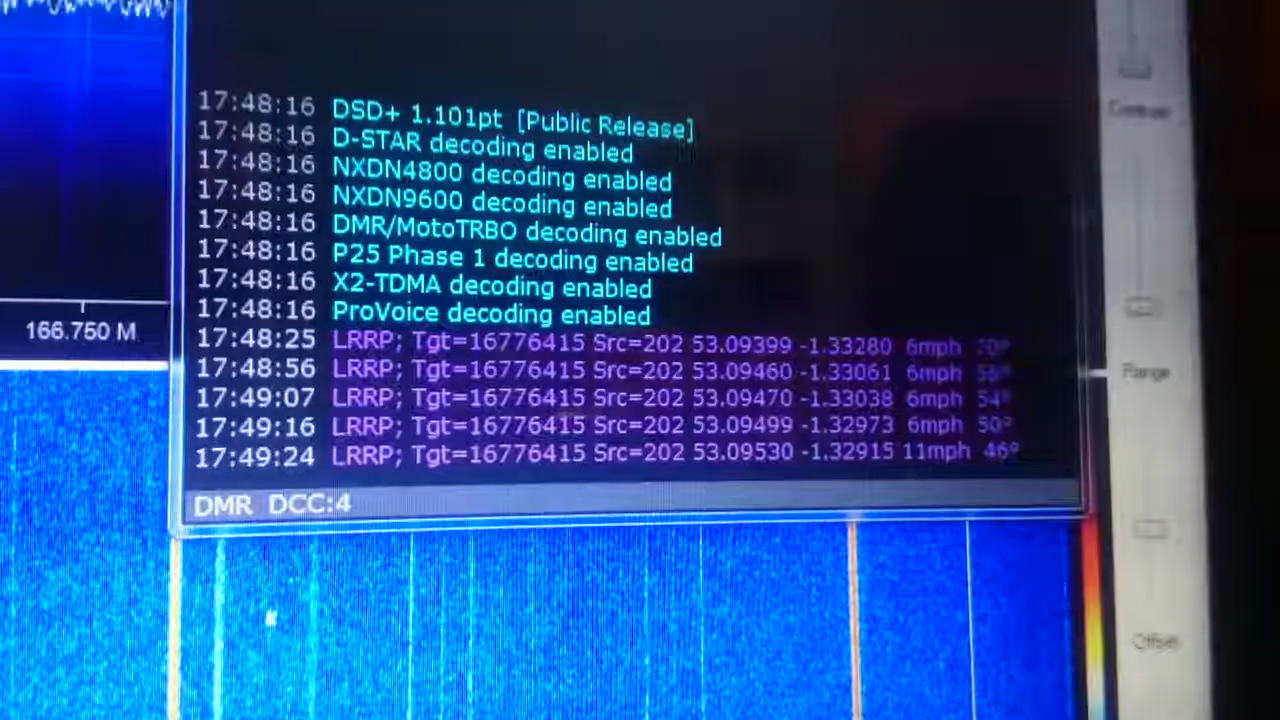 17:48:16 DSD+ 1.101pt [Public Release]
17:48:16 D-STAR decoding enabled
17:48:16 NXDN4800 decoding enabled
17:48:16 NXDN9600 decoding enabled
17:48:16 DMR/MotoTRBO decoding enabled
17:48:16 P25 Phase 1 decoding enabled
17:48:16 X2-TDMA decoding enabled
17:48:16 ProVoice decoding enabled
17:48:25 LRRP; Tgt=16776415 Src=202 53.09399 -1.33280 6mph
17:48:56 LRRP; Tgt=16776415 Src=202 53.09460 -1.33061 6mph
17:49:07 LRRP; Tgt=16776415 Src=202 53.09470 -1.33038 6mph 54°
17:49:16 LRRP; Tgt=16776415 Src=202 53.09499 -1.32973 6mph 50°
17:49:24 LRRP; Tgt=16776415 Src=202 53.09530 -1.32915 11mph 46°
DMR DCC:4
166.750 M
Contrast
Range
Offset